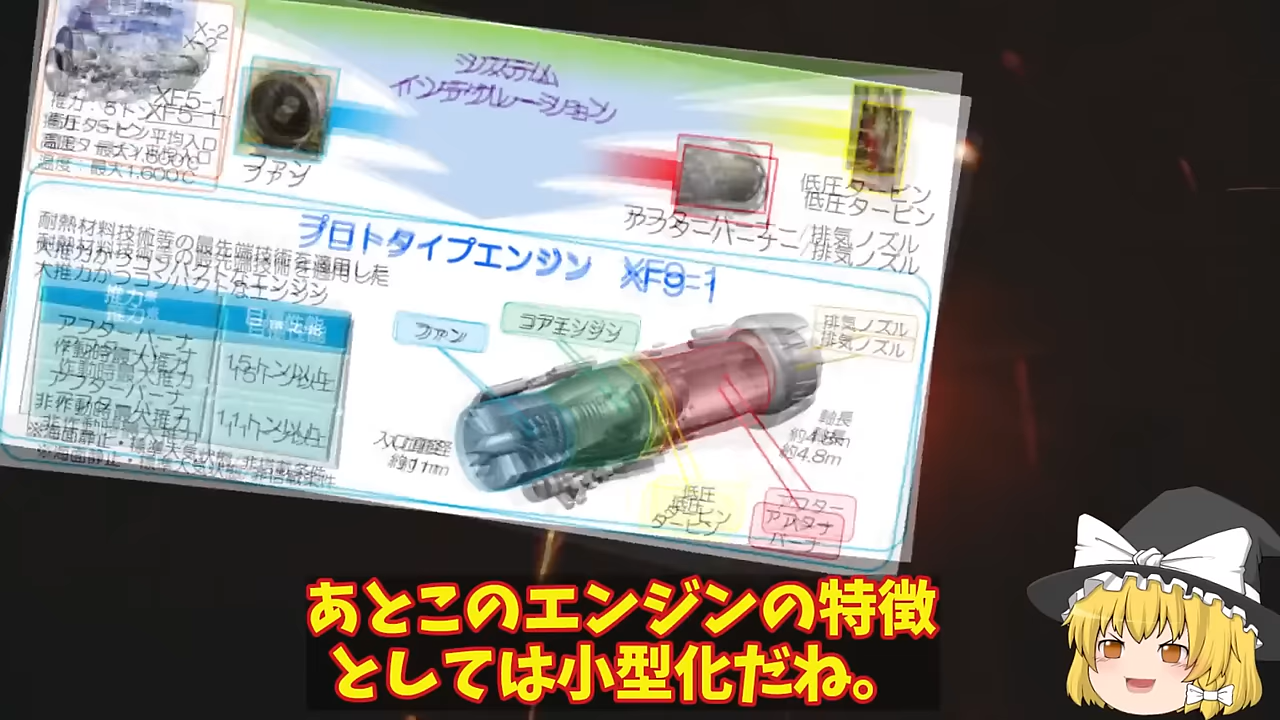 X-2
XF5-1
推力：5トン
ファン
システム
インテグレーション
アフターバーナ/排気ノズル
低圧タービン
耐熱材料技術等の最先端技術を適用した
大推力かつコンパクトなエンジン
プロトタイプエンジン XF9-1
推力※
目標性能
アフターバーナ
作動時最大推力
15トン以上
アフターバーナ
非作動時最大推力
11トン以上
ファン
コアエンジン
排気ノズル
軸長
約4.8m
低圧
タービン
アフター
バーナ
あとこのエンジンの特徴
としては小型化だね。